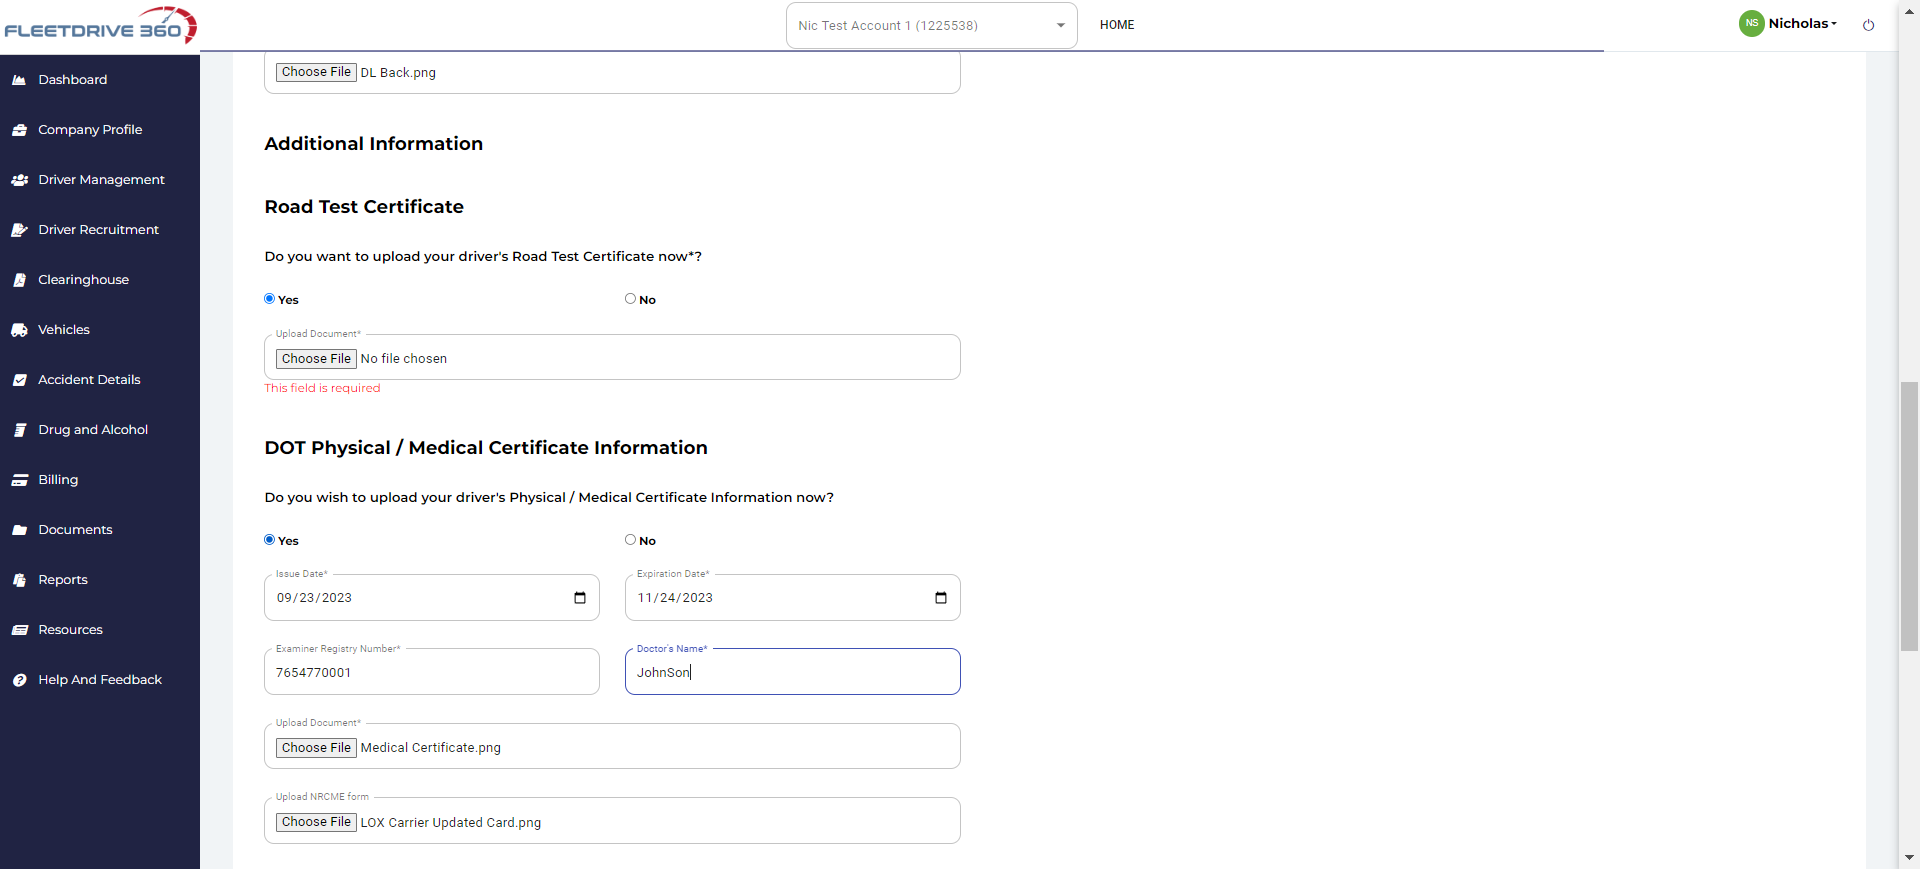 FLEETDRIVE 360
Nic Test Account 1 (1225538)
HOME
NS
Nicholas
Dashboard
Company Profile
Driver Management
Driver Recruitment
Clearinghouse
Vehicles
Accident Details
Drug and Alcohol
Billing
Documents
Reports
Resources
Help And Feedback
Choose File DL Back.png
Additional Information
Road Test Certificate
Do you want to upload your driver's Road Test Certificate now*?
Yes No
Upload Document*
Choose File No file chosen
This field is required
DOT Physical / Medical Certificate Information
Do you wish to upload your driver's Physical / Medical Certificate Information now?
Yes No
Issue Date* Expiration Date*
09/23/2023 11/24/2023
Examiner Registry Number* Doctor's Name*
7654770001 JohnSon
Upload Document*
Choose File Medical Certificate.png
Upload NRCME form
Choose File LOX Carrier Updated Card.png